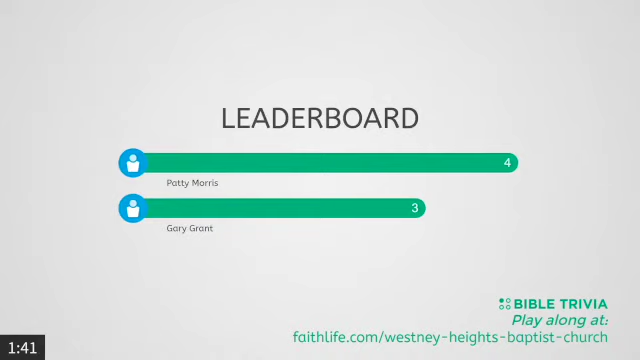 LEADERBOARD
4
Patty Morris
3
Gary Grant
BIBLE TRIVIA
Play along at:
faithlife.com/westney-heights-baptist-church
1:41